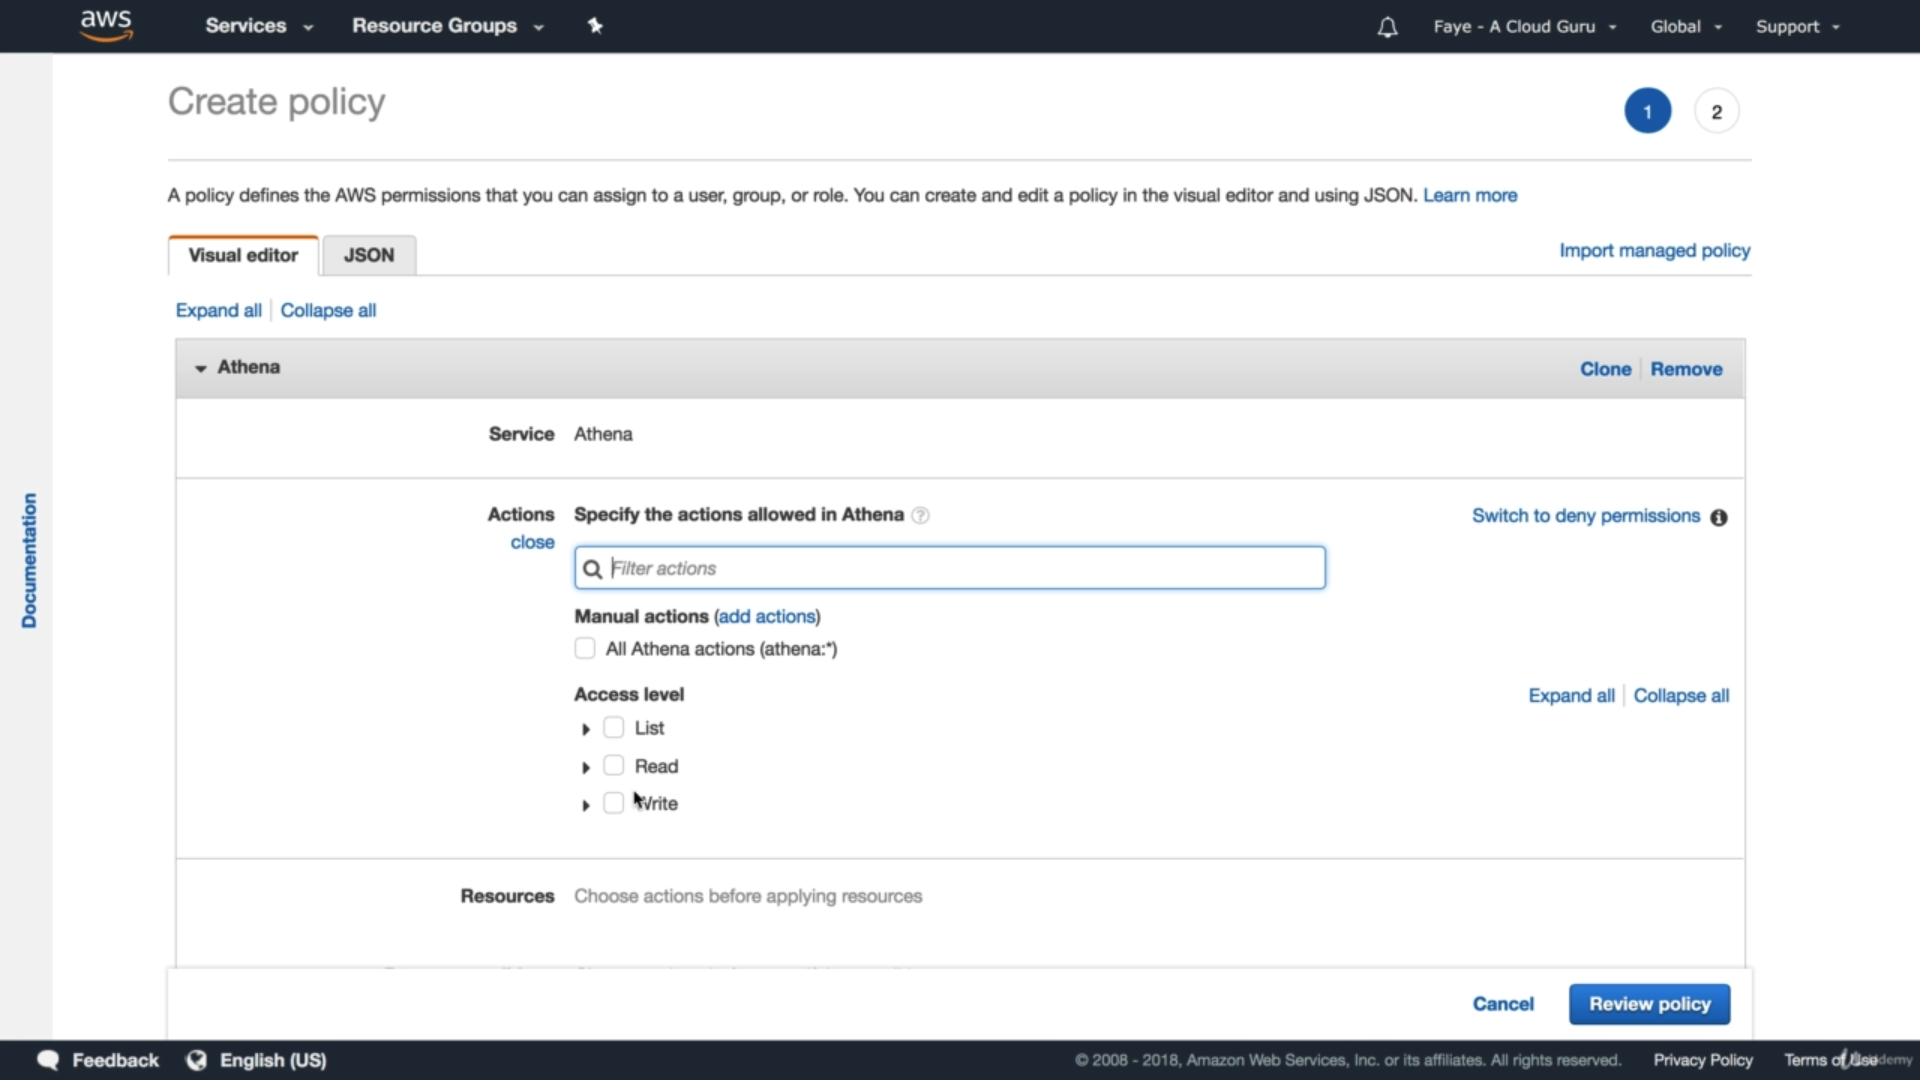 aws Services Resource Groups Faye - A Cloud Guru Global Support
Create policy
1 2
A policy defines the AWS permissions that you can assign to a user, group, or role. You can create and edit a policy in the visual editor and using JSON. Learn more
Visual editor JSON Import managed policy
Expand all Collapse all
Athena Clone Remove
Service Athena
Actions Specify the actions allowed in Athena ? Switch to deny permissions i
close
Filter actions
Manual actions (add actions)
All Athena actions (athena:*)
Access level Expand all Collapse all
List
Read
Write
Documentation
Resources Choose actions before applying resources
Cancel Review policy
Feedback English (US) © 2008 - 2018, Amazon Web Services, Inc. or its affiliates. All rights reserved. Privacy Policy Terms of Use